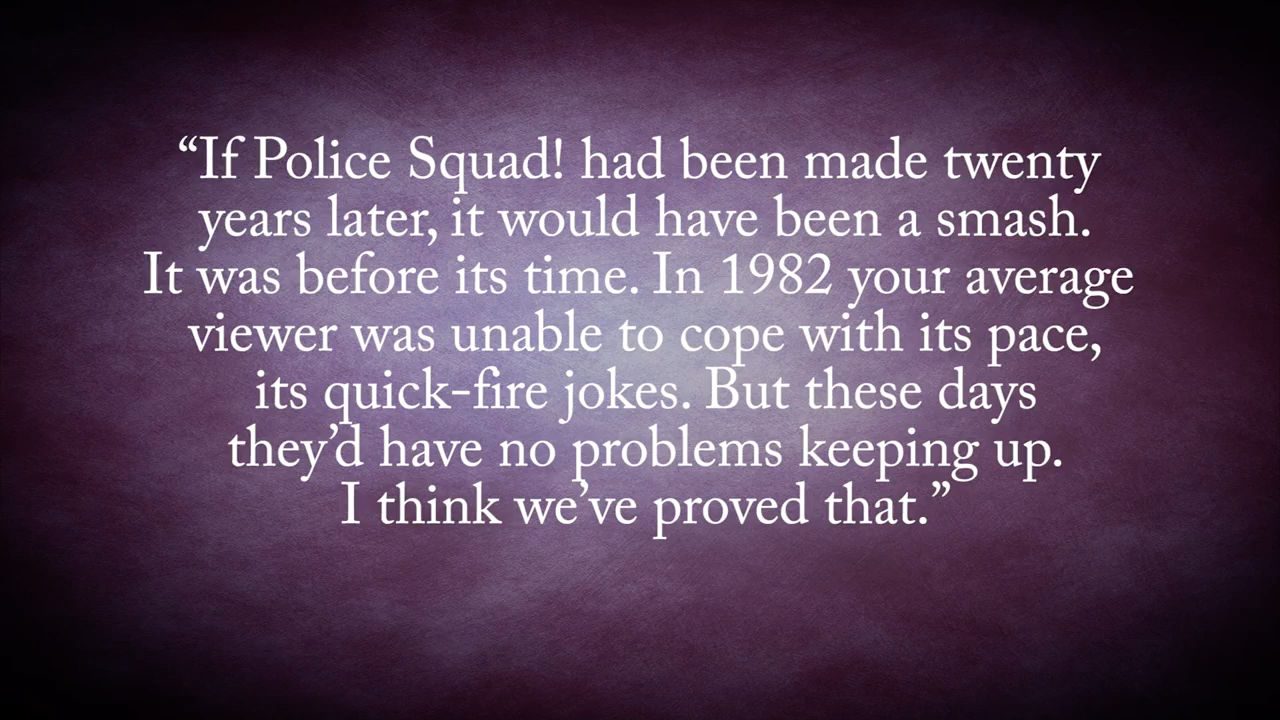 “If Police Squad! had been made twenty
years later, it would have been a smash.
It was before its time. In 1982 your average
viewer was unable to cope with its pace,
its quick-fire jokes. But these days
they’d have no problems keeping up.
I think we’ve proved that.”